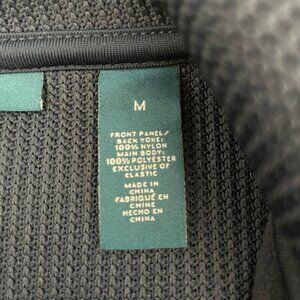 M
FRONT PANEL/
BACK YOKE:
100% NYLON
MAIN BODY:
100% POLYESTER
EXCLUSIVE OF
ELASTIC
MADE IN
CHINA
FABRIQUÉ EN
CHINE
HECHO EN
CHINA